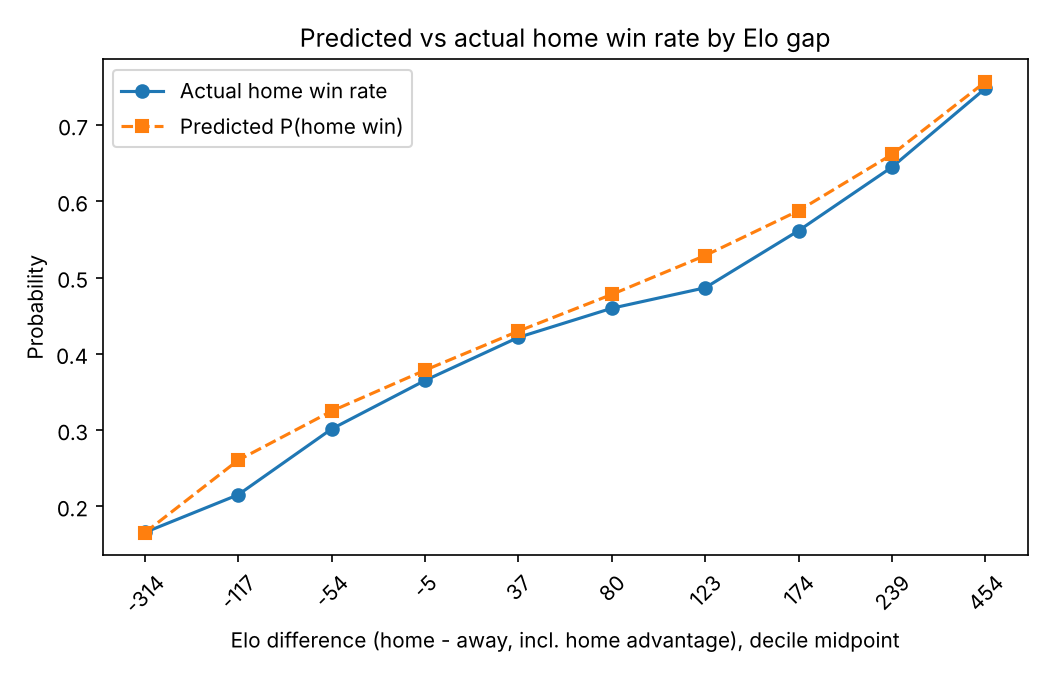 Predicted vs actual home win rate by Elo gap
Actual home win rate
Predicted P(home win)
Probability
0.7
0.6
0.5
0.4
0.3
0.2
-314 -117 -54 -5 37 80 123 174 239 454
Elo difference (home - away, incl. home advantage), decile midpoint